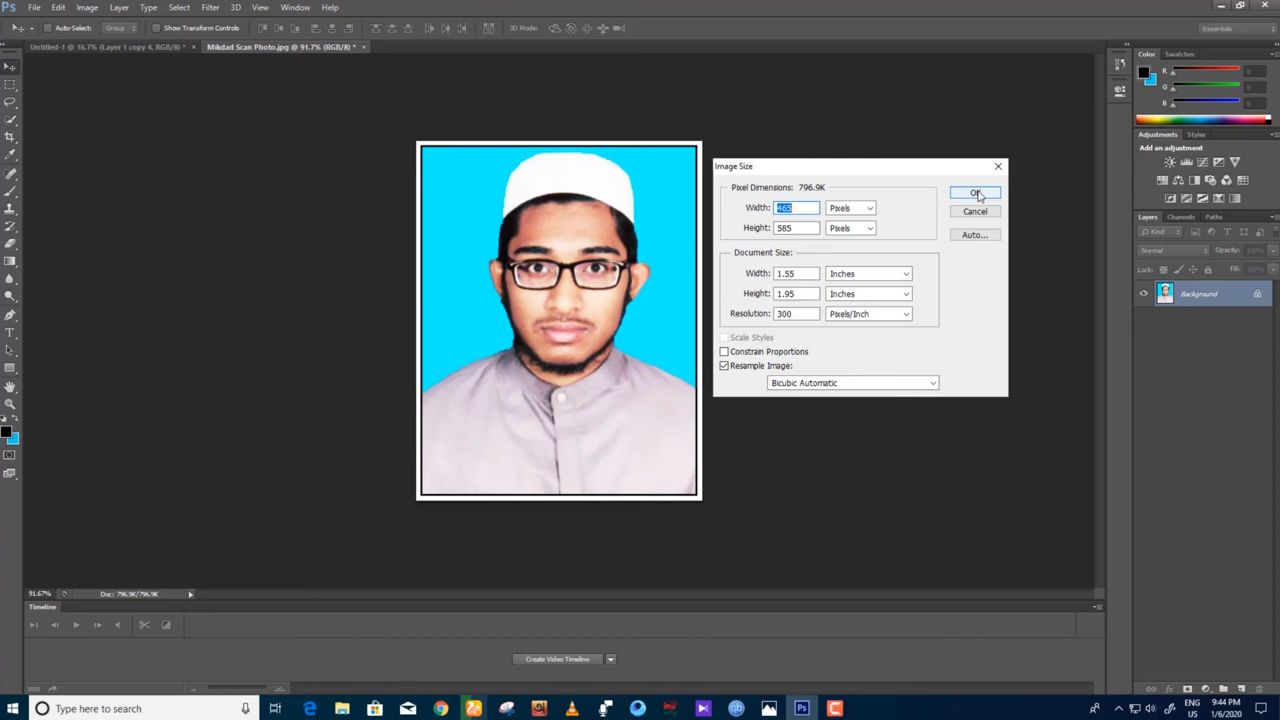 Ps File Edit Image Layer Type Select Filter 3D View Window Help
Auto-Select: Group Show Transform Controls 3D Mode: Essentials
Untitled-1 @ 16.7% (Layer 1 copy 4, RGB/8) * × Mikdad Scan Photo.jpg @ 91.7% (RGB/8) * ×
Color Swatches
R 0
G 0
B 0
Image Size
Pixel Dimensions: 796.9K
Width: 465 Pixels
Height: 585 Pixels
OK
Cancel
Auto...
Document Size:
Width: 1.55 Inches
Height: 1.95 Inches
Resolution: 300 Pixels/Inch
Scale Styles
Constrain Proportions
Resample Image:
Bicubic Automatic
Adjustments Styles
Add an adjustment
Layers Channels Paths
Kind
Normal Opacity: 100%
Lock: Fill: 100%
Background
91.67% Doc: 796.9K/796.9K
Timeline
Create Video Timeline
Type here to search
ENG
US
9:44 PM
1/6/2020